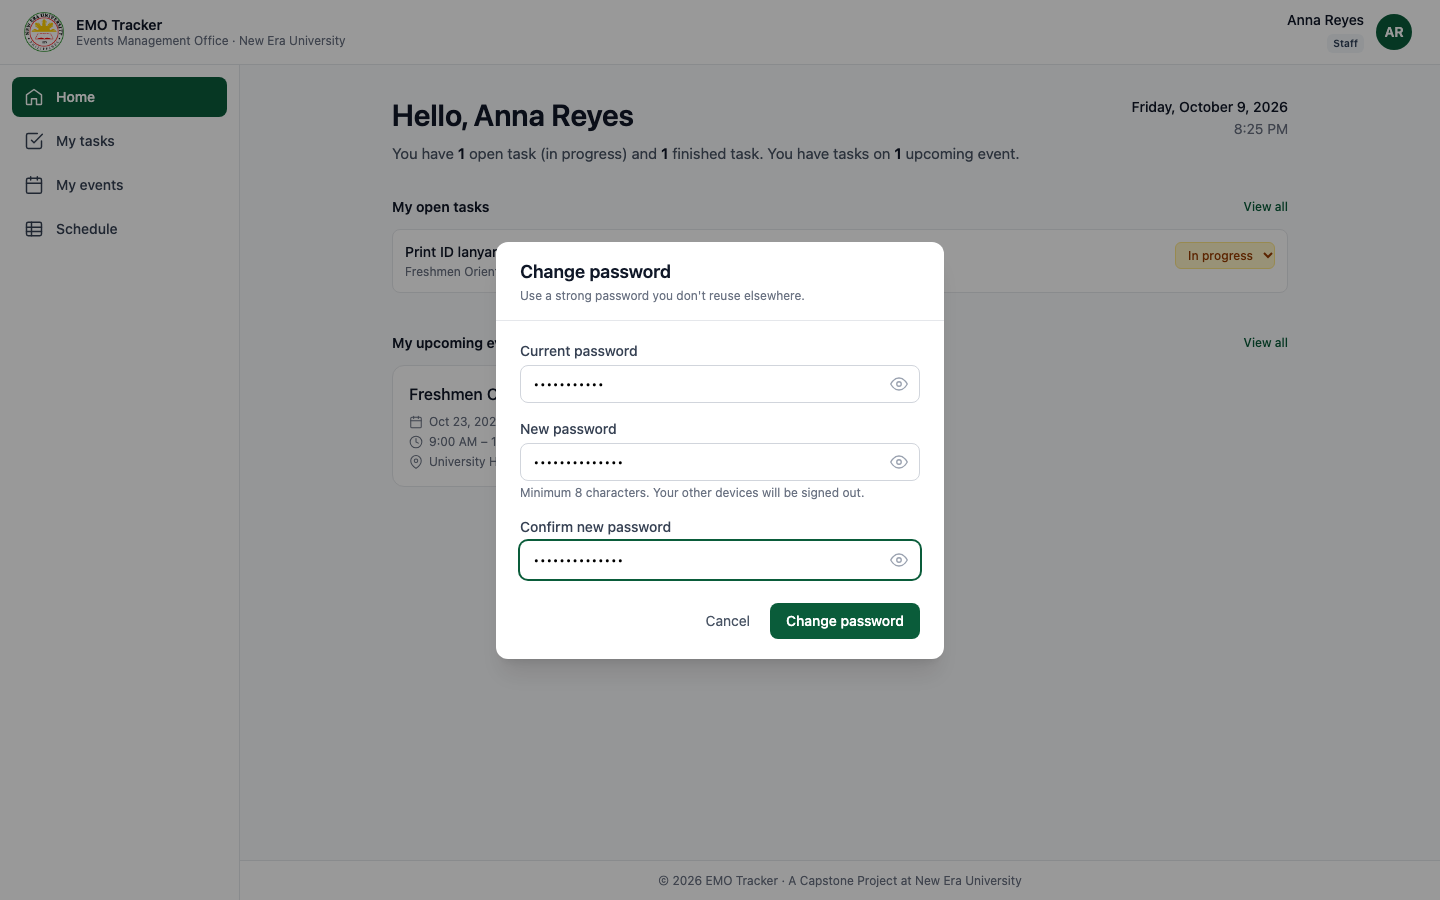 EMO Tracker
Events Management Office · New Era University
Anna Reyes
Staff
AR
Home
My tasks
My events
Schedule
Hello, Anna Reyes
Friday, October 9, 2026
8:25 PM
You have 1 open task (in progress) and 1 finished task. You have tasks on 1 upcoming event.
My open tasks
View all
Print ID
Freshmen
In progress
My upcoming
View all
Freshmen
Oct 23,
9:00 AM –
University
Change password
Use a strong password you don't reuse elsewhere.
Current password
•••••••••••
New password
••••••••••••••
Minimum 8 characters. Your other devices will be signed out.
Confirm new password
••••••••••••••
Cancel
Change password
© 2026 EMO Tracker · A Capstone Project at New Era University